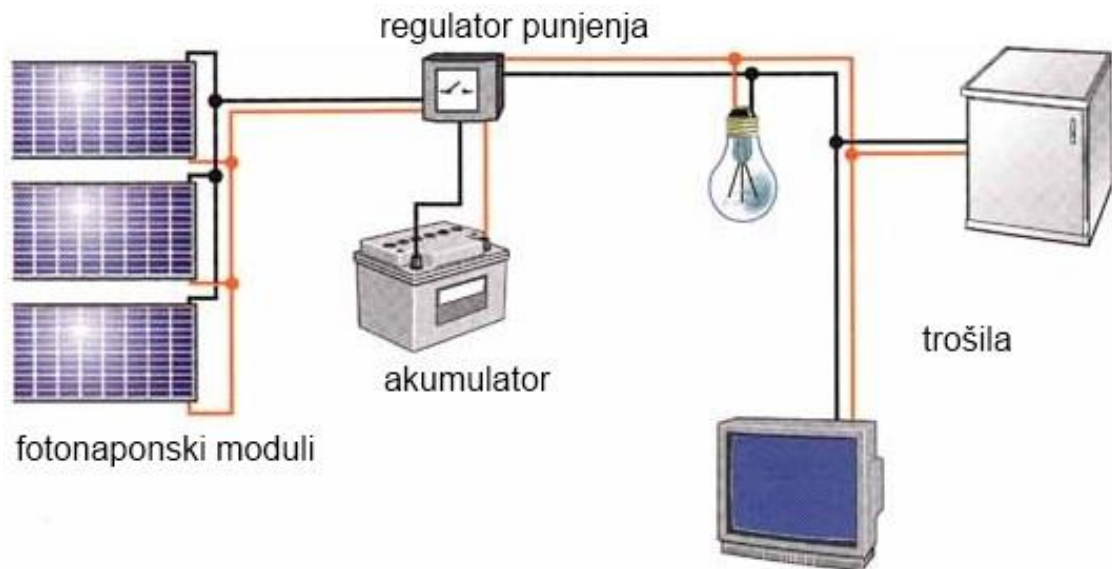 regulator punjenja
akumulator
trošila
fotonaponski moduli